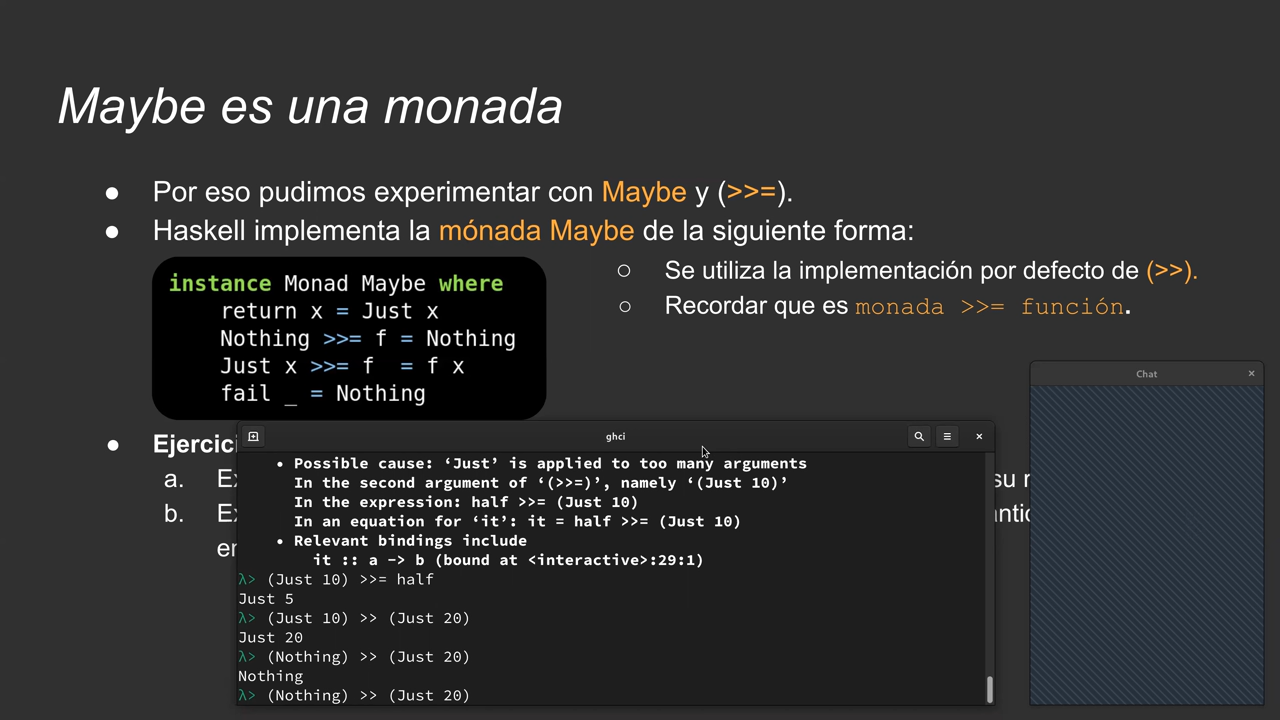 Maybe es una monada
● Por eso pudimos experimentar con Maybe y (>>=).
● Haskell implementa la mónada Maybe de la siguiente forma:
instance Monad Maybe where
return x = Just x
Nothing >>= f = Nothing
Just x >>= f = f x
fail _ = Nothing
○ Se utiliza la implementación por defecto de (>>).
○ Recordar que es monada >>= función.
Chat
● Ejercici
a.
b.
ghci
• Possible cause: ‘Just’ is applied to too many arguments
In the second argument of ‘(>>=)’, namely ‘(Just 10)’
In the expression: half >>= (Just 10)
In an equation for ‘it’: it = half >>= (Just 10)
• Relevant bindings include
it :: a -> b (bound at <interactive>:29:1)
λ> (Just 10) >>= half
Just 5
λ> (Just 10) >> (Just 20)
Just 20
λ> (Nothing) >> (Just 20)
Nothing
λ> (Nothing) >> (Just 20)